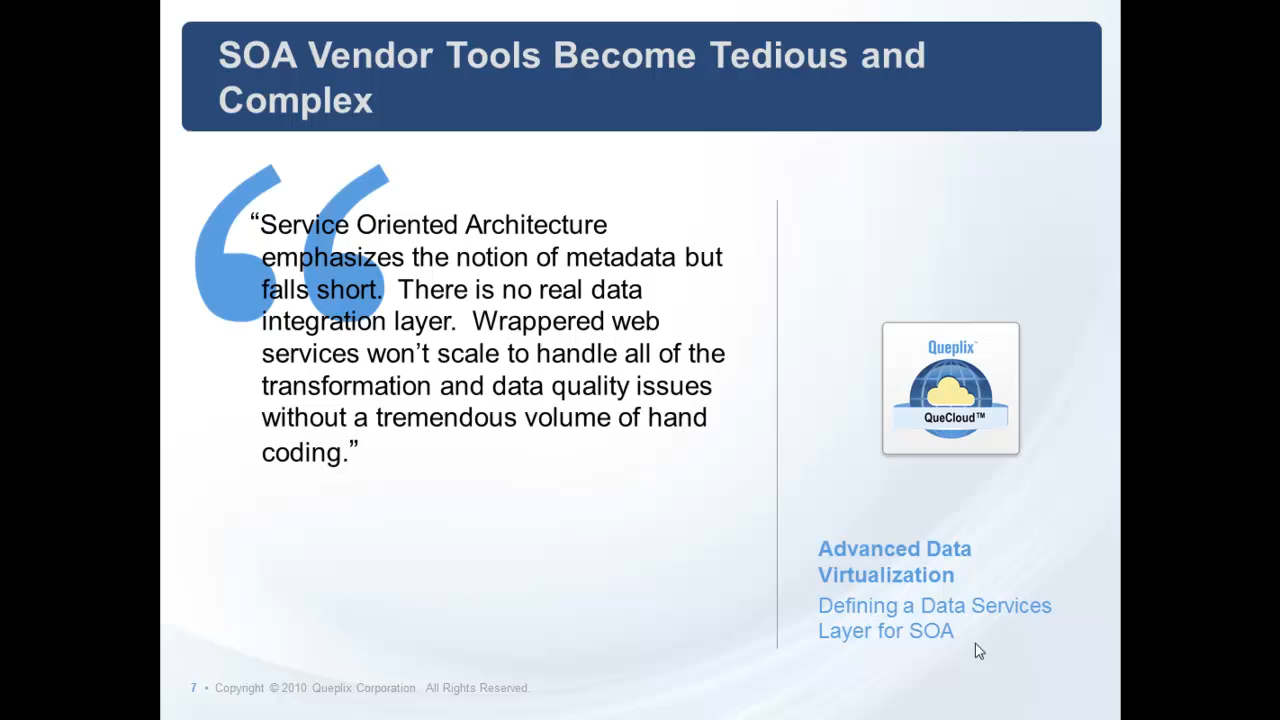 SOA Vendor Tools Become Tedious and
Complex
“Service Oriented Architecture
emphasizes the notion of metadata but
falls short.  There is no real data
integration layer.  Wrappered web
services won’t scale to handle all of the
transformation and data quality issues
without a tremendous volume of hand
coding.”
Queplix™
QueCloud™
Advanced Data
Virtualization
Defining a Data Services
Layer for SOA
7 • Copyright © 2010 Queplix Corporation.  All Rights Reserved.